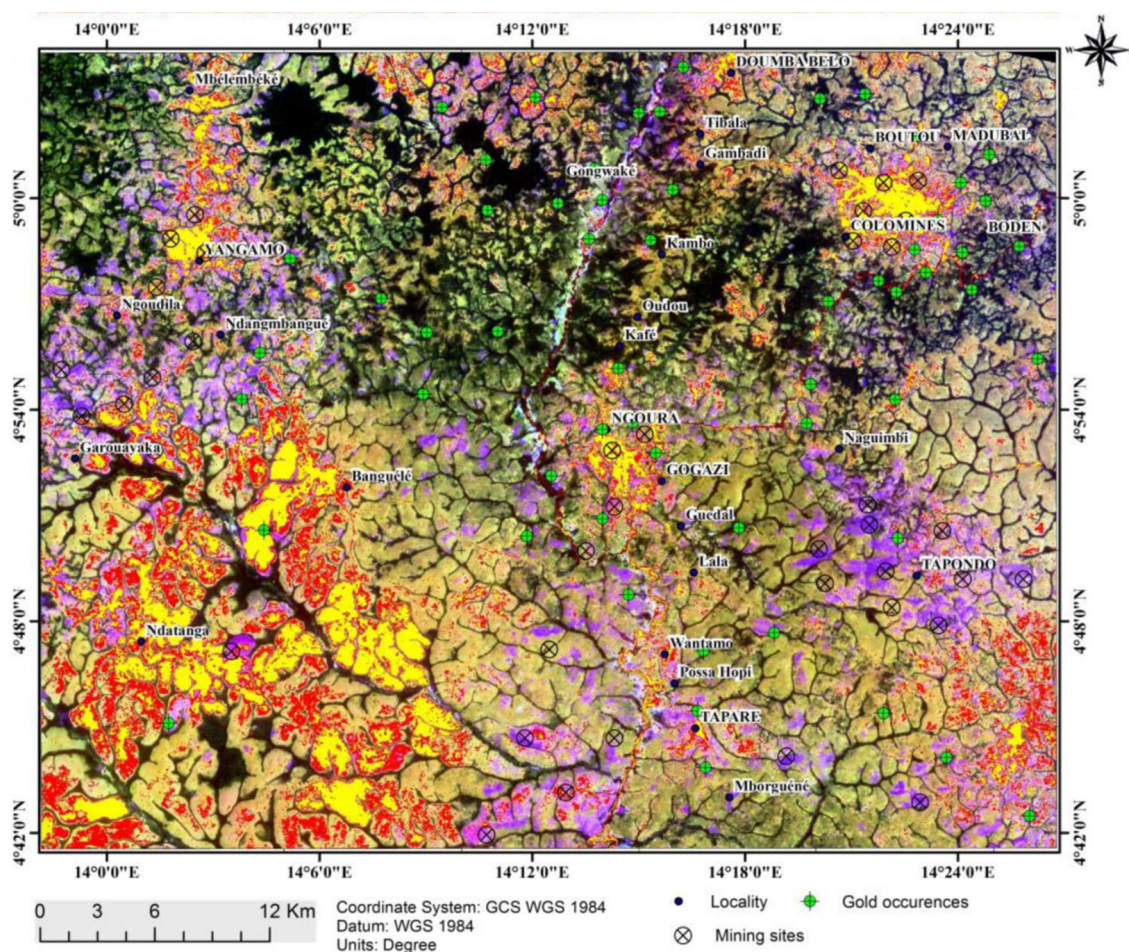 14°0'0"E 14°6'0"E 14°12'0"E 14°18'0"E 14°24'0"E
N
W
E
S
Mbélembéké
DOUMBABELO
Tibala
BOUTOU MADUBAL
Gambadi
Gongwaké
5°0'0"N 5°0'0"N
COLOMINES
BODEN
YANGAMO
Kambo
Ngoudila
Oudou
Ndangmbangué
Kafé
4°54'0"N 4°54'0"N
NGOURA
Naguimbi
Garouayaka
Banguélé
GOGAZI
Guedal
Lala
TAPONDO
4°48'0"N 4°48'0"N
Ndatanga
Wantamo
Possa Hopi
TAPARE
Mborguéné
4°42'0"N 4°42'0"N
14°0'0"E 14°6'0"E 14°12'0"E 14°18'0"E 14°24'0"E
0 3 6 12 Km
Coordinate System: GCS WGS 1984
Datum: WGS 1984
Units: Degree
Locality
Gold occurences
Mining sites